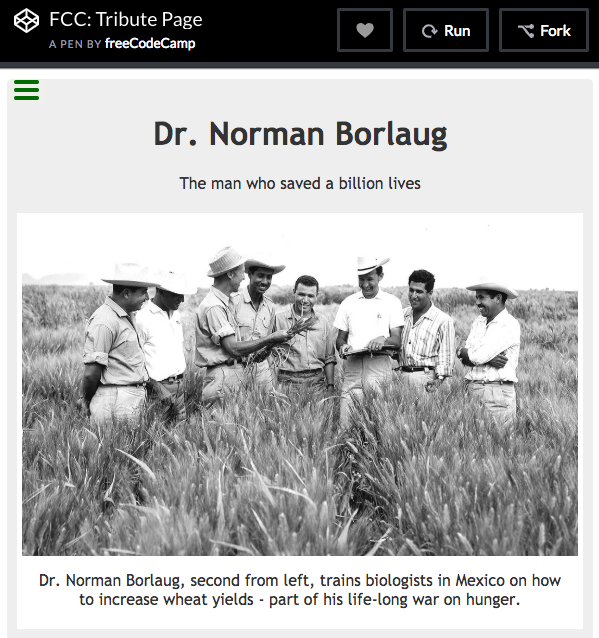 FCC: Tribute Page
A PEN BY freeCodeCamp
Run
Fork
Dr. Norman Borlaug
The man who saved a billion lives
Dr. Norman Borlaug, second from left, trains biologists in Mexico on how
to increase wheat yields - part of his life-long war on hunger.